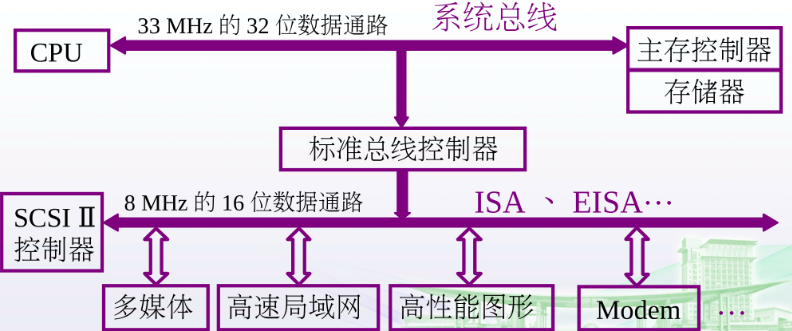 33 MHz 的 32 位数据通路
系统总线
CPU
主存控制器
存储器
标准总线控制器
8 MHz 的 16 位数据通路
ISA 、 EISA…
SCSI Ⅱ
控制器
多媒体
高速局域网
高性能图形
Modem
…